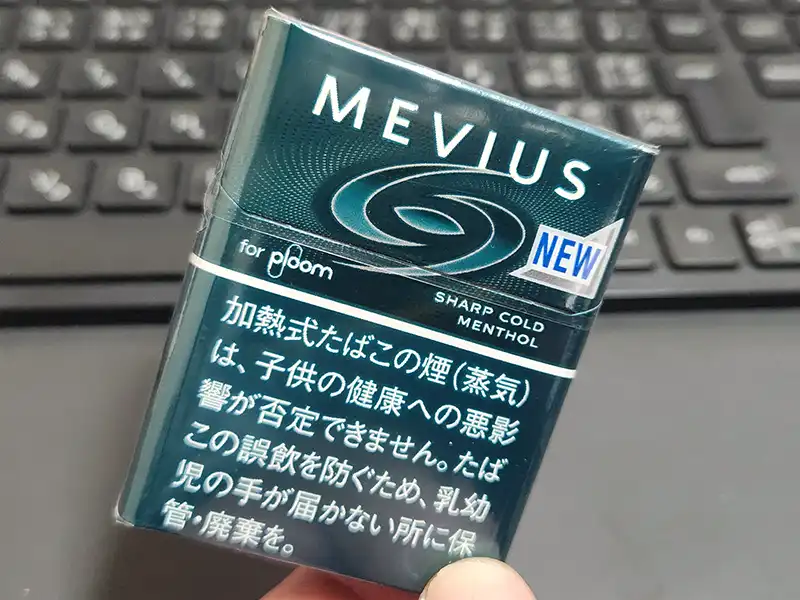 MEVIUS
NEW
for ploom
SHARP COLD
MENTHOL
加熱式たばこの煙(蒸気)
は、子供の健康への悪影
響が否定できません。たば
この誤飲を防ぐため、乳幼
児の手が届かない所に保
管・廃棄を。